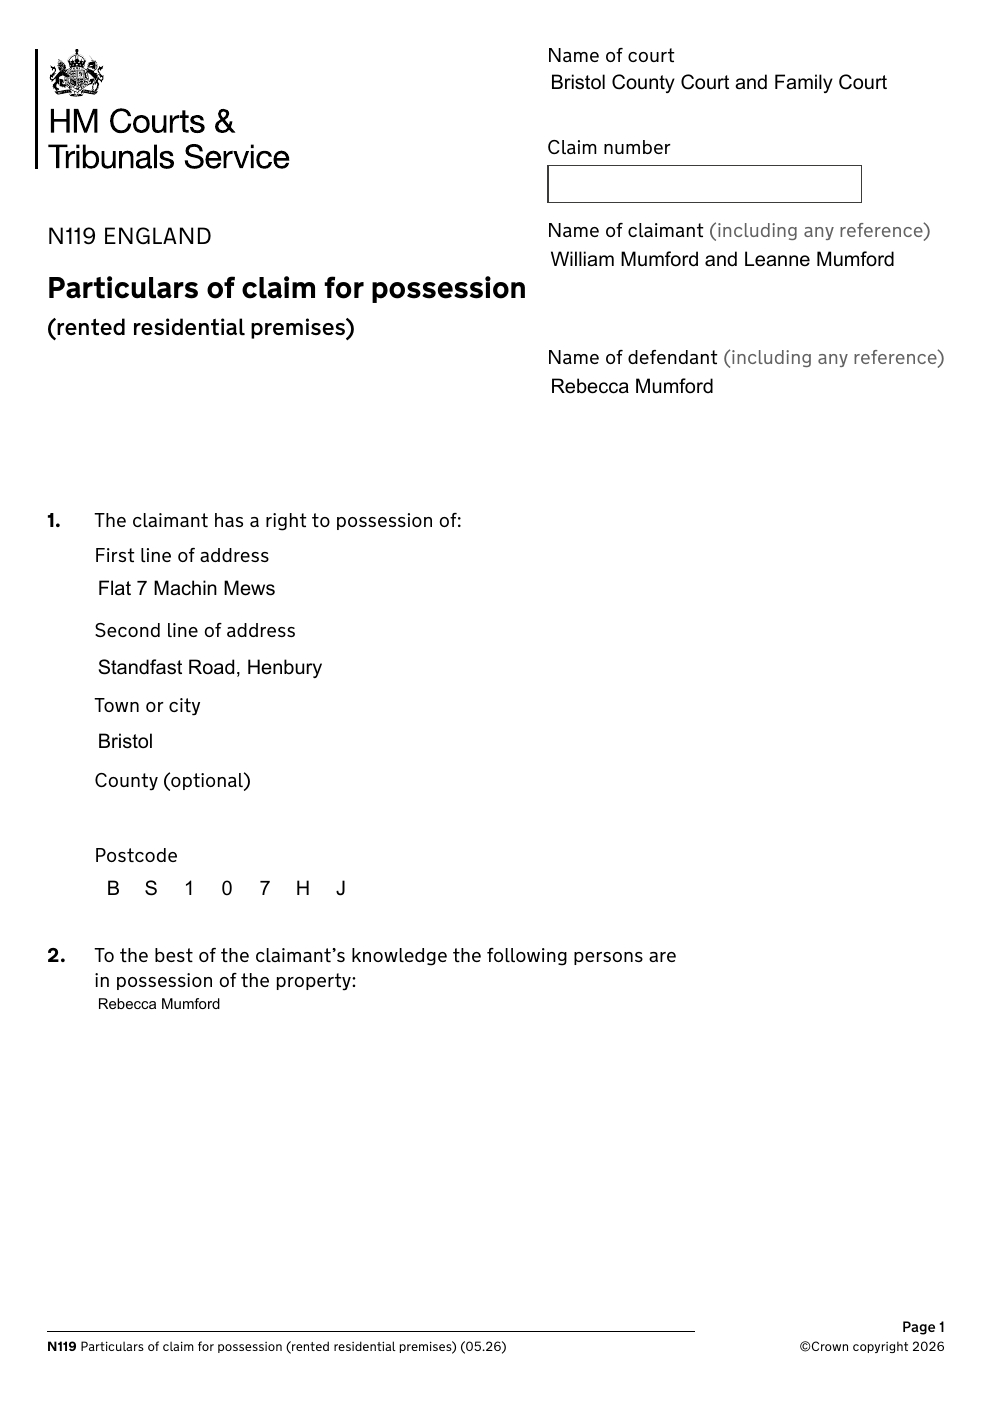 HM Courts &
Tribunals Service
Name of court
Bristol County Court and Family Court
Claim number
N119 ENGLAND
Name of claimant (including any reference)
William Mumford and Leanne Mumford
Particulars of claim for possession
(rented residential premises)
Name of defendant (including any reference)
Rebecca Mumford
1. The claimant has a right to possession of:
First line of address
Flat 7 Machin Mews
Second line of address
Standfast Road, Henbury
Town or city
Bristol
County (optional)
Postcode
B S 1 0 7 H J
2. To the best of the claimant’s knowledge the following persons are
in possession of the property:
Rebecca Mumford
Page 1
N119 Particulars of claim for possession (rented residential premises) (05.26)
©Crown copyright 2026